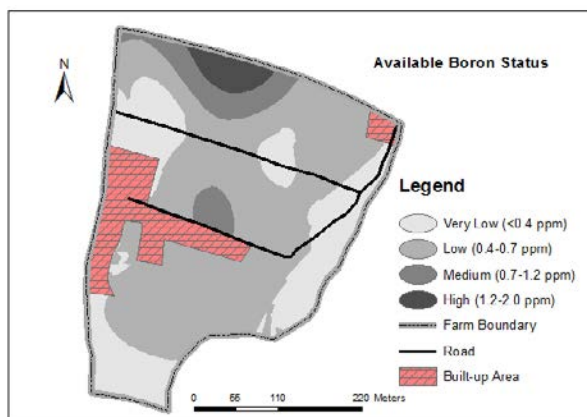 N
Available Boron Status
Legend
Very Low (<0.4 ppm)
Low (0.4-0.7 ppm)
Medium (0.7-1.2 ppm)
High (1.2-2.0 ppm)
Farm Boundary
Road
Built-up Area
0 55 110 220 Meters